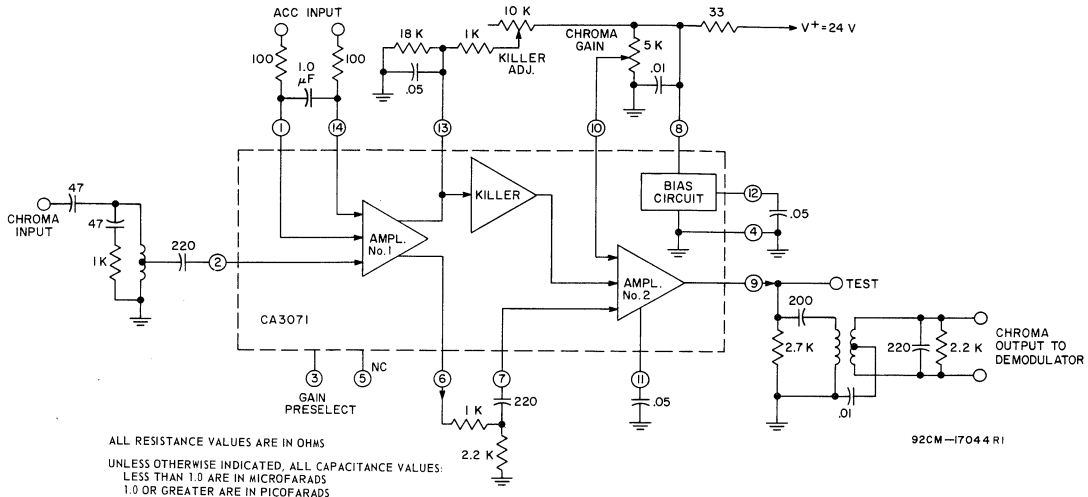 ACC INPUT
100
1.0
μF
100
18 K
.05
1K
10 K
KILLER
ADJ.
CHROMA
GAIN
5 K
.01
33
V+=24 V
1
14
13
10
8
47
CHROMA
INPUT
47
1K
220
2
AMPL.
No.1
KILLER
BIAS
CIRCUIT
12
.05
4
AMPL.
No.2
9
TEST
CA3071
200
2.7 K
220
2.2 K
.01
CHROMA
OUTPUT TO
DEMODULATOR
3
GAIN
PRESELECT
5
NC
6
7
220
1 K
2.2 K
11
.05
92CM-17044 R1
ALL RESISTANCE VALUES ARE IN OHMS
UNLESS OTHERWISE INDICATED, ALL CAPACITANCE VALUES:
LESS THAN 1.0 ARE IN MICROFARADS
1.0 OR GREATER ARE IN PICOFARADS